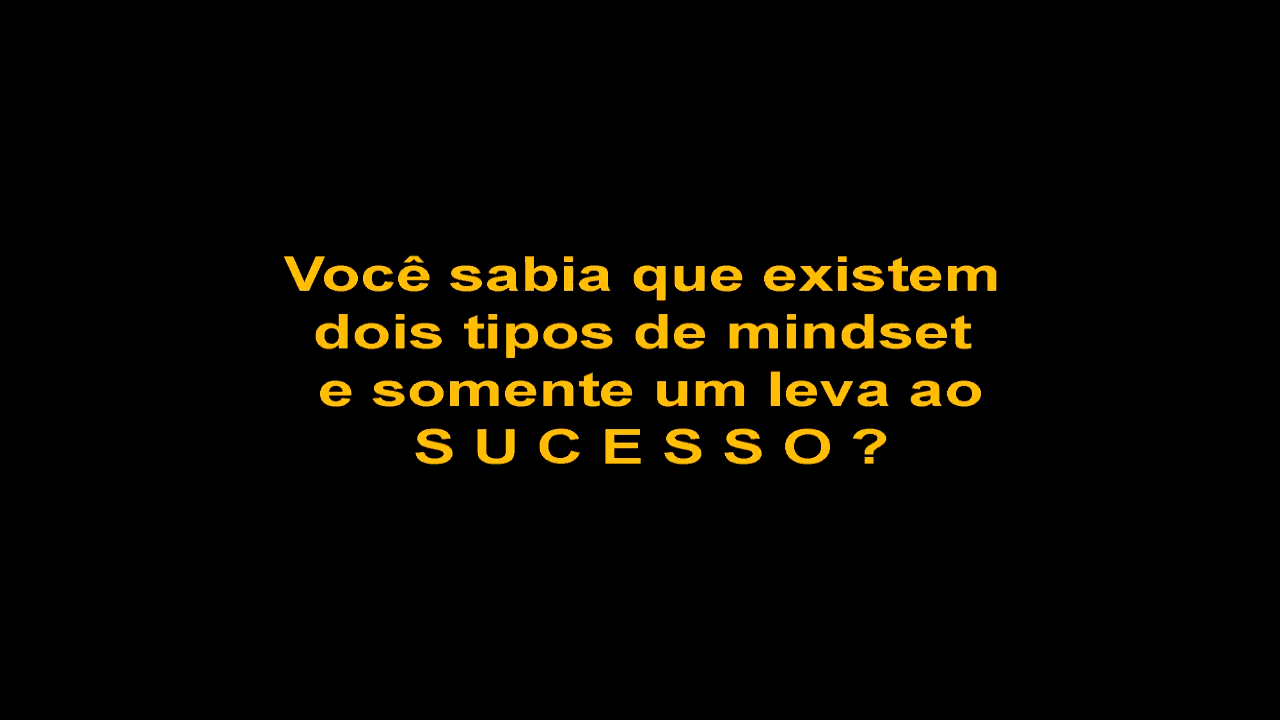 Você sabia que existem
dois tipos de mindset
e somente um leva ao
S U C E S S O ?